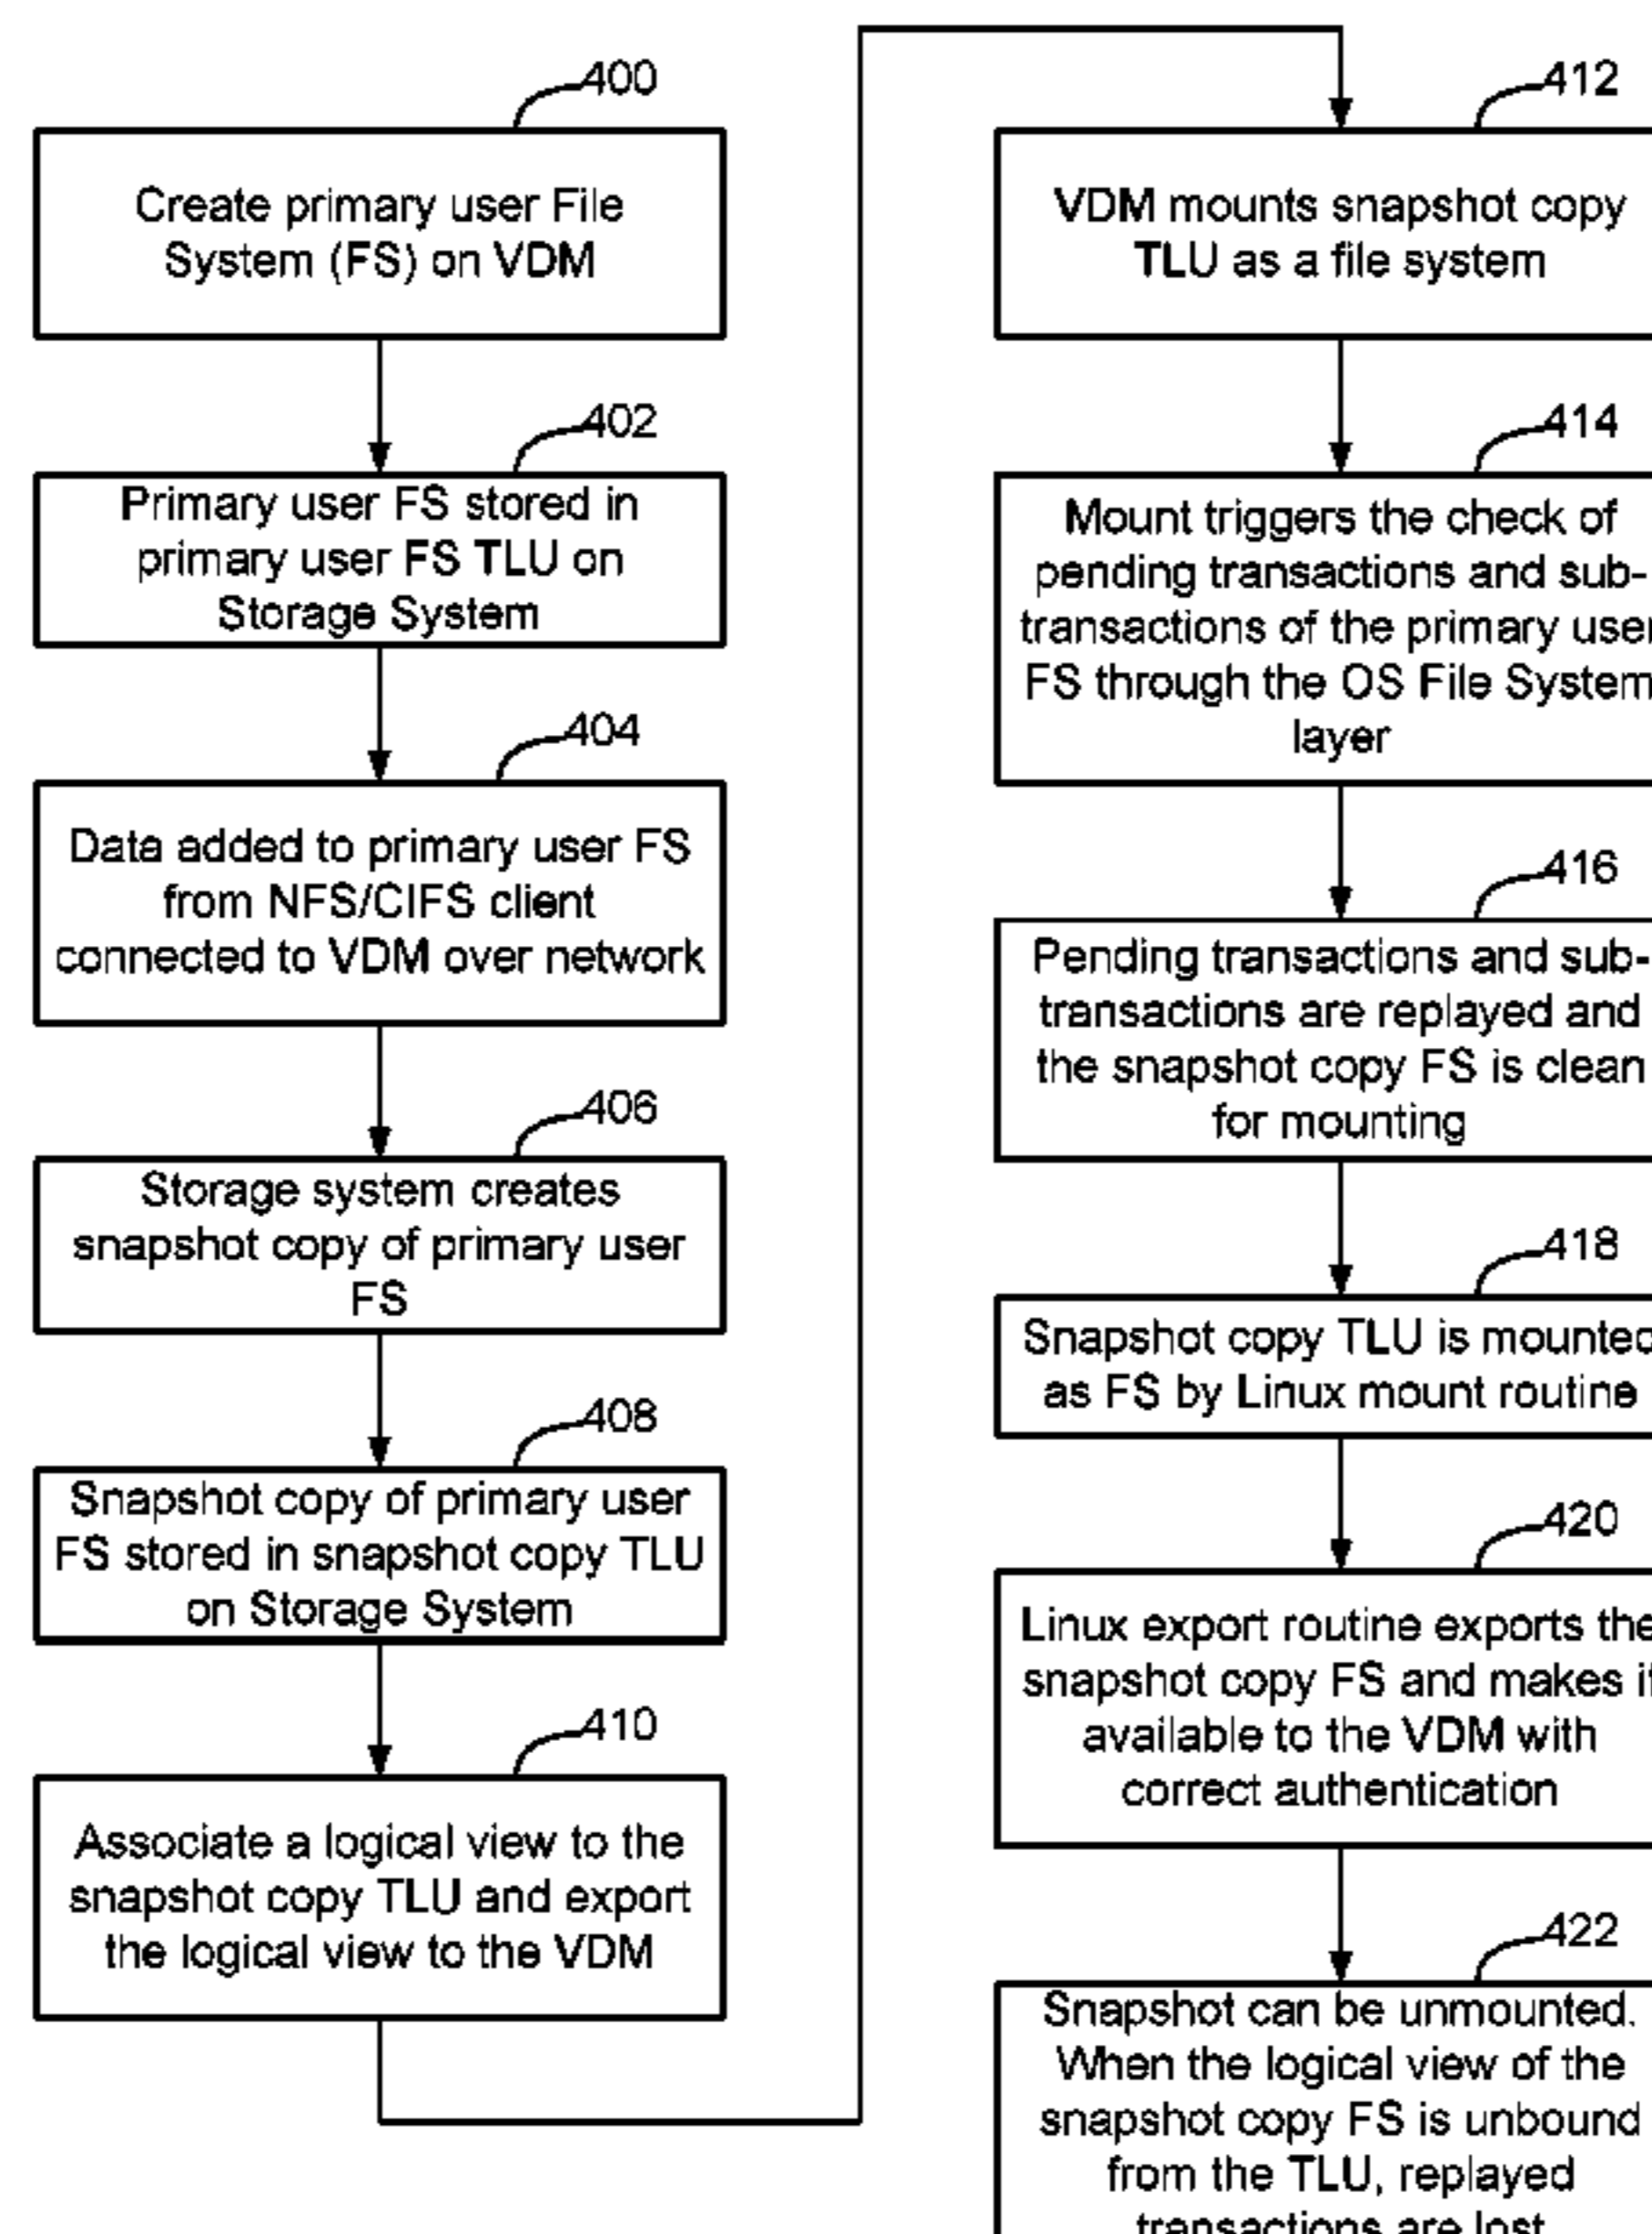 400
Create primary user File
System (FS) on VDM
402
Primary user FS stored in
primary user FS TLU on
Storage System
404
Data added to primary user FS
from NFS/CIFS client
connected to VDM over network
406
Storage system creates
snapshot copy of primary user
FS
408
Snapshot copy of primary user
FS stored in snapshot copy TLU
on Storage System
410
Associate a logical view to the
snapshot copy TLU and export
the logical view to the VDM
412
VDM mounts snapshot copy
TLU as a file system
414
Mount triggers the check of
pending transactions and sub-
transactions of the primary user
FS through the OS File System
layer
416
Pending transactions and sub-
transactions are replayed and
the snapshot copy FS is clean
for mounting
418
Snapshot copy TLU is mounted
as FS by Linux mount routine
420
Linux export routine exports the
snapshot copy FS and makes it
available to the VDM with
correct authentication
422
Snapshot can be unmounted.
When the logical view of the
snapshot copy FS is unbound
from the TLU, replayed
transactions are lost